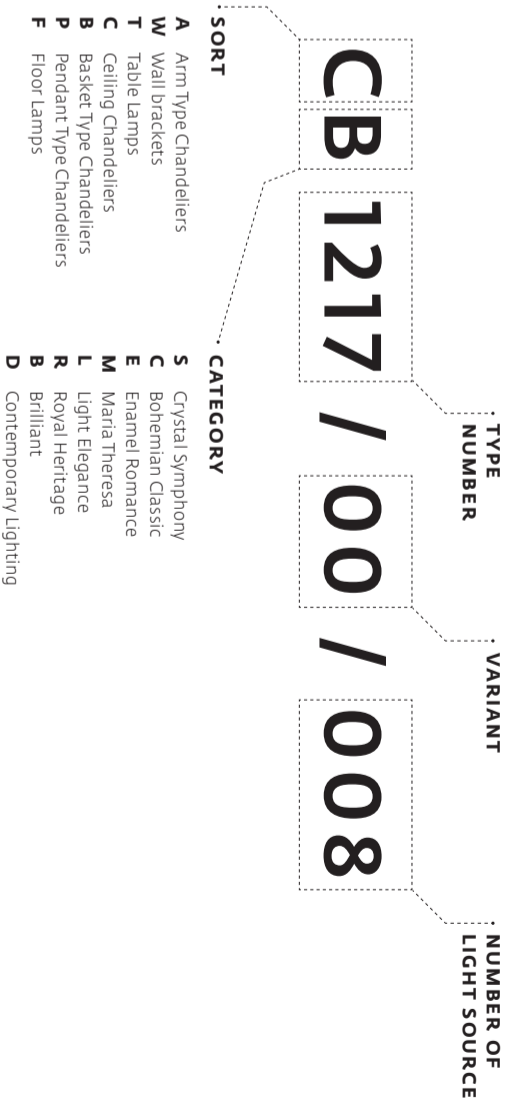 TYPE
NUMBER
VARIANT
NUMBER OF
LIGHT SOURCE
CB 1217 / 00 / 008
SORT
A Arm Type Chandeliers
W Wall brackets
T Table Lamps
C Ceiling Chandeliers
B Basket Type Chandeliers
P Pendant Type Chandeliers
F Floor Lamps
CATEGORY
S Crystal Symphony
C Bohemian Classic
E Enamel Romance
M Maria Theresa
L Light Elegance
R Royal Heritage
B Brilliant
D Contemporary Lighting